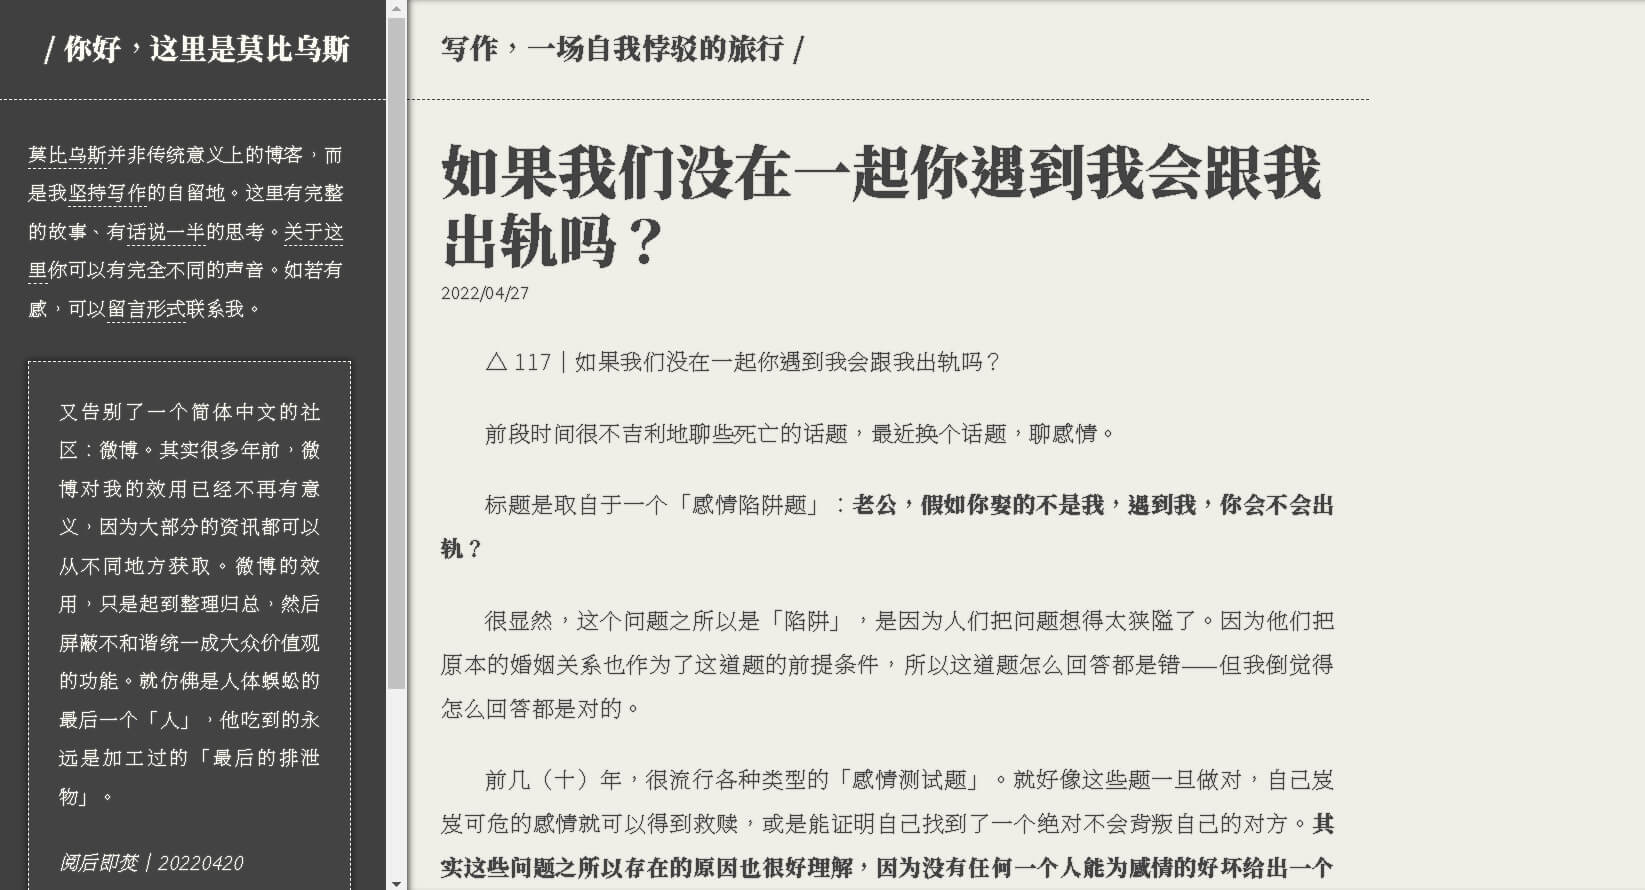 / 你好，这里是莫比乌斯
莫比乌斯并非传统意义上的博客，而
是我坚持写作的自留地。这里有完整
的故事、有话说一半的思考。关于这
里你可以有完全不同的声音。如若有
感，可以留言形式联系我。
又告别了一个简体中文的社
区：微博。其实很多年前，微
博对我的效用已经不再有意
义，因为大部分的资讯都可以
从不同地方获取。微博的效
用，只是起到整理归总，然后
屏蔽不和谐统一成大众价值观
的功能。就仿佛是人体蜈蚣的
最后一个「人」，他吃到的永
远是加工过的「最后的排泄
物」。
阅后即焚丨20220420
写作，一场自我悖驳的旅行 /
如果我们没在一起你遇到我会跟我
出轨吗？
2022/04/27
△ 117｜如果我们没在一起你遇到我会跟我出轨吗？
前段时间很不吉利地聊些死亡的话题，最近换个话题，聊感情。
标题是取自于一个「感情陷阱题」：老公，假如你娶的不是我，遇到我，你会不会出
轨？
很显然，这个问题之所以是「陷阱」，是因为人们把问题想得太狭隘了。因为他们把
原本的婚姻关系也作为了这道题的前提条件，所以这道题怎么回答都是错——但我倒觉得
怎么回答都是对的。
前几（十）年，很流行各种类型的「感情测试题」。就好像这些题一旦做对，自己岌
岌可危的感情就可以得到救赎，或是能证明自己找到了一个绝对不会背叛自己的对方。其
实这些问题之所以存在的原因也很好理解，因为没有任何一个人能为感情的好坏给出一个